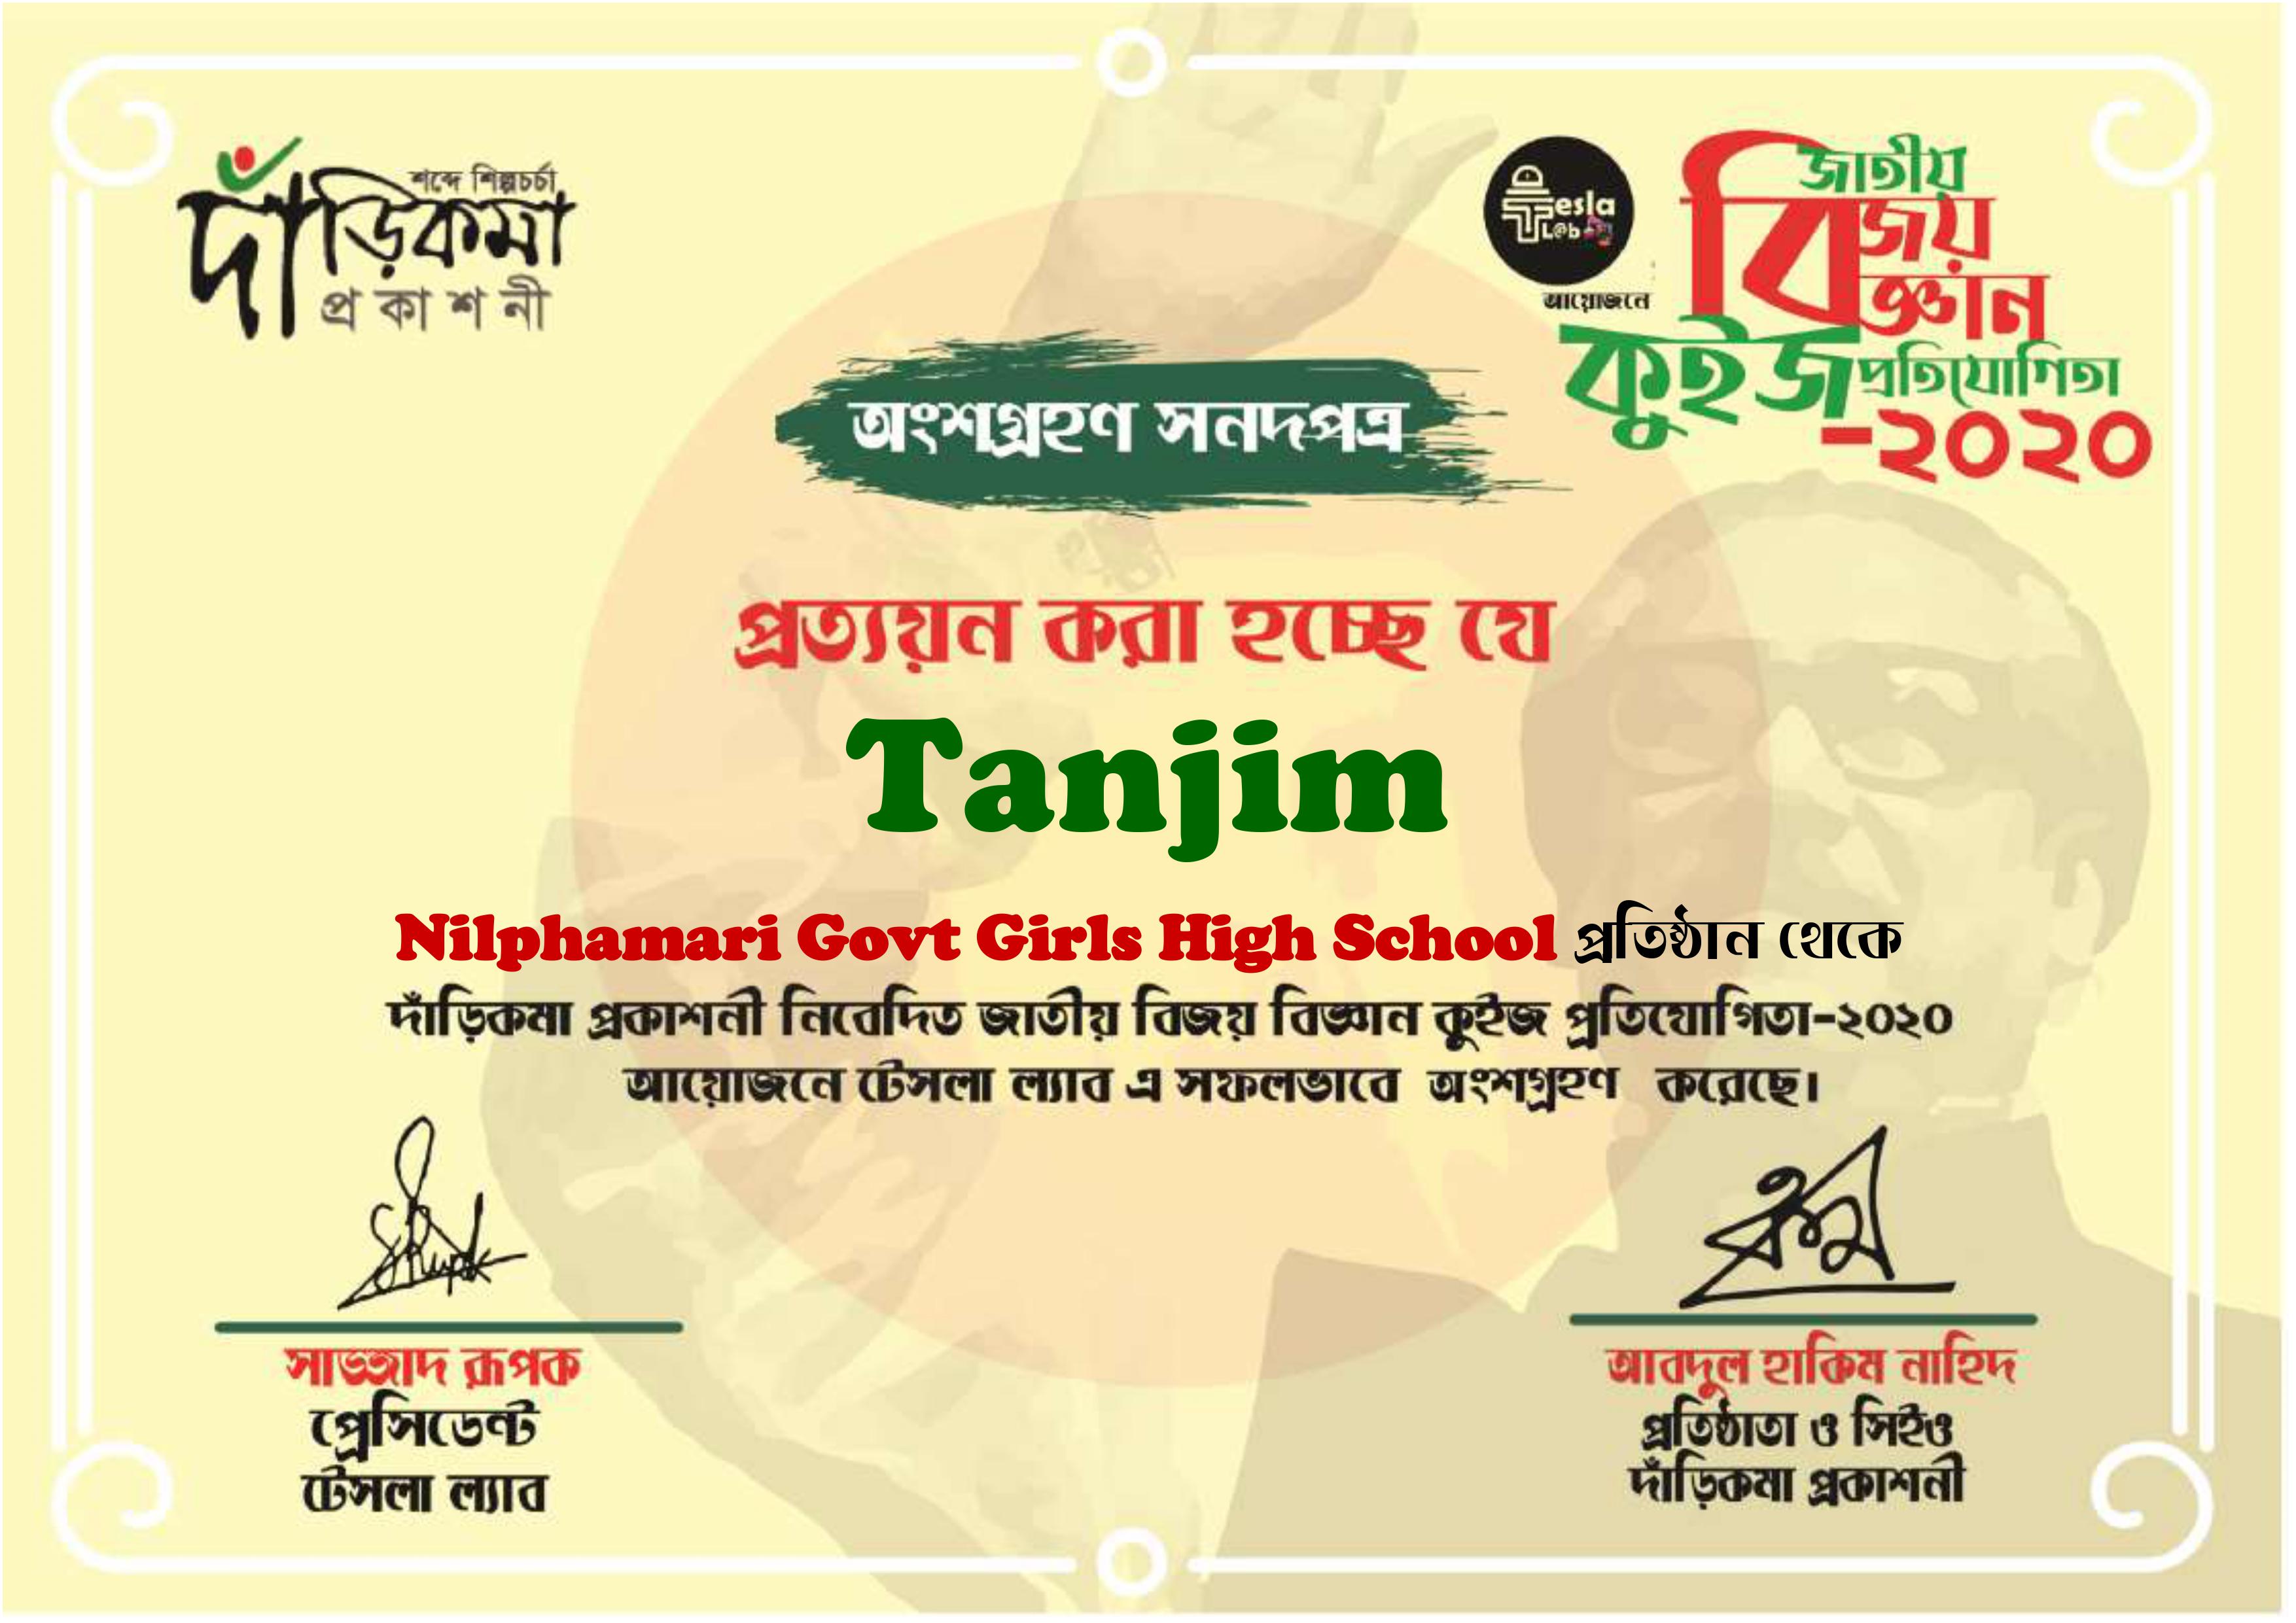 শব্দে শিল্পচর্চা
দাঁড়িকমা
প্রকাশনী
Tesla
L@b
আয়োজনে
জাতীয়
বিজয়
বিজ্ঞান
কুইজ প্রতিযোগিতা
-২০২০
অংশগ্রহণ সনদপত্র
প্রত্যয়ন করা হচ্ছে যে
Tanjim
Nilphamari Govt Girls High School প্রতিষ্ঠান থেকে
দাঁড়িকমা প্রকাশনী নিবেদিত জাতীয় বিজয় বিজ্ঞান কুইজ প্রতিযোগিতা-২০২০
আয়োজনে টেসলা ল্যাব এ সফলভাবে অংশগ্রহণ করেছে।
সাজ্জাদ রূপক
প্রেসিডেন্ট
টেসলা ল্যাব
আবদুল হাকিম নাহিদ
প্রতিষ্ঠাতা ও সিইও
দাঁড়িকমা প্রকাশনী